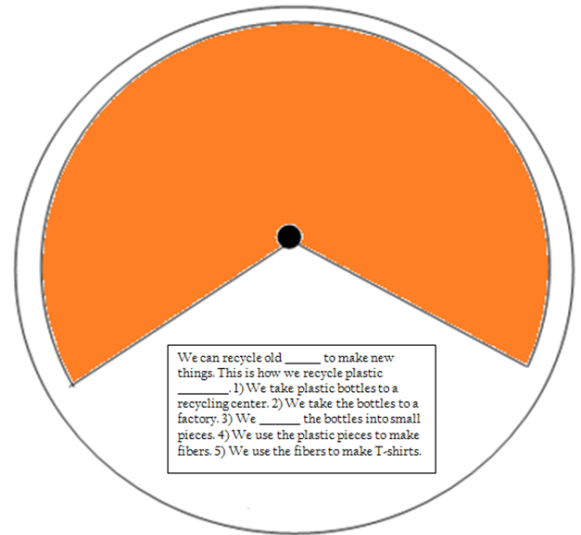 We can recycle old _____ to make new
things. This is how we recycle plastic
_______. 1) We take plastic bottles to a
recycling center. 2) We take the bottles to a
factory. 3) We ______ the bottles into small
pieces. 4) We use the plastic pieces to make
fibers. 5) We use the fibers to make T-shirts.